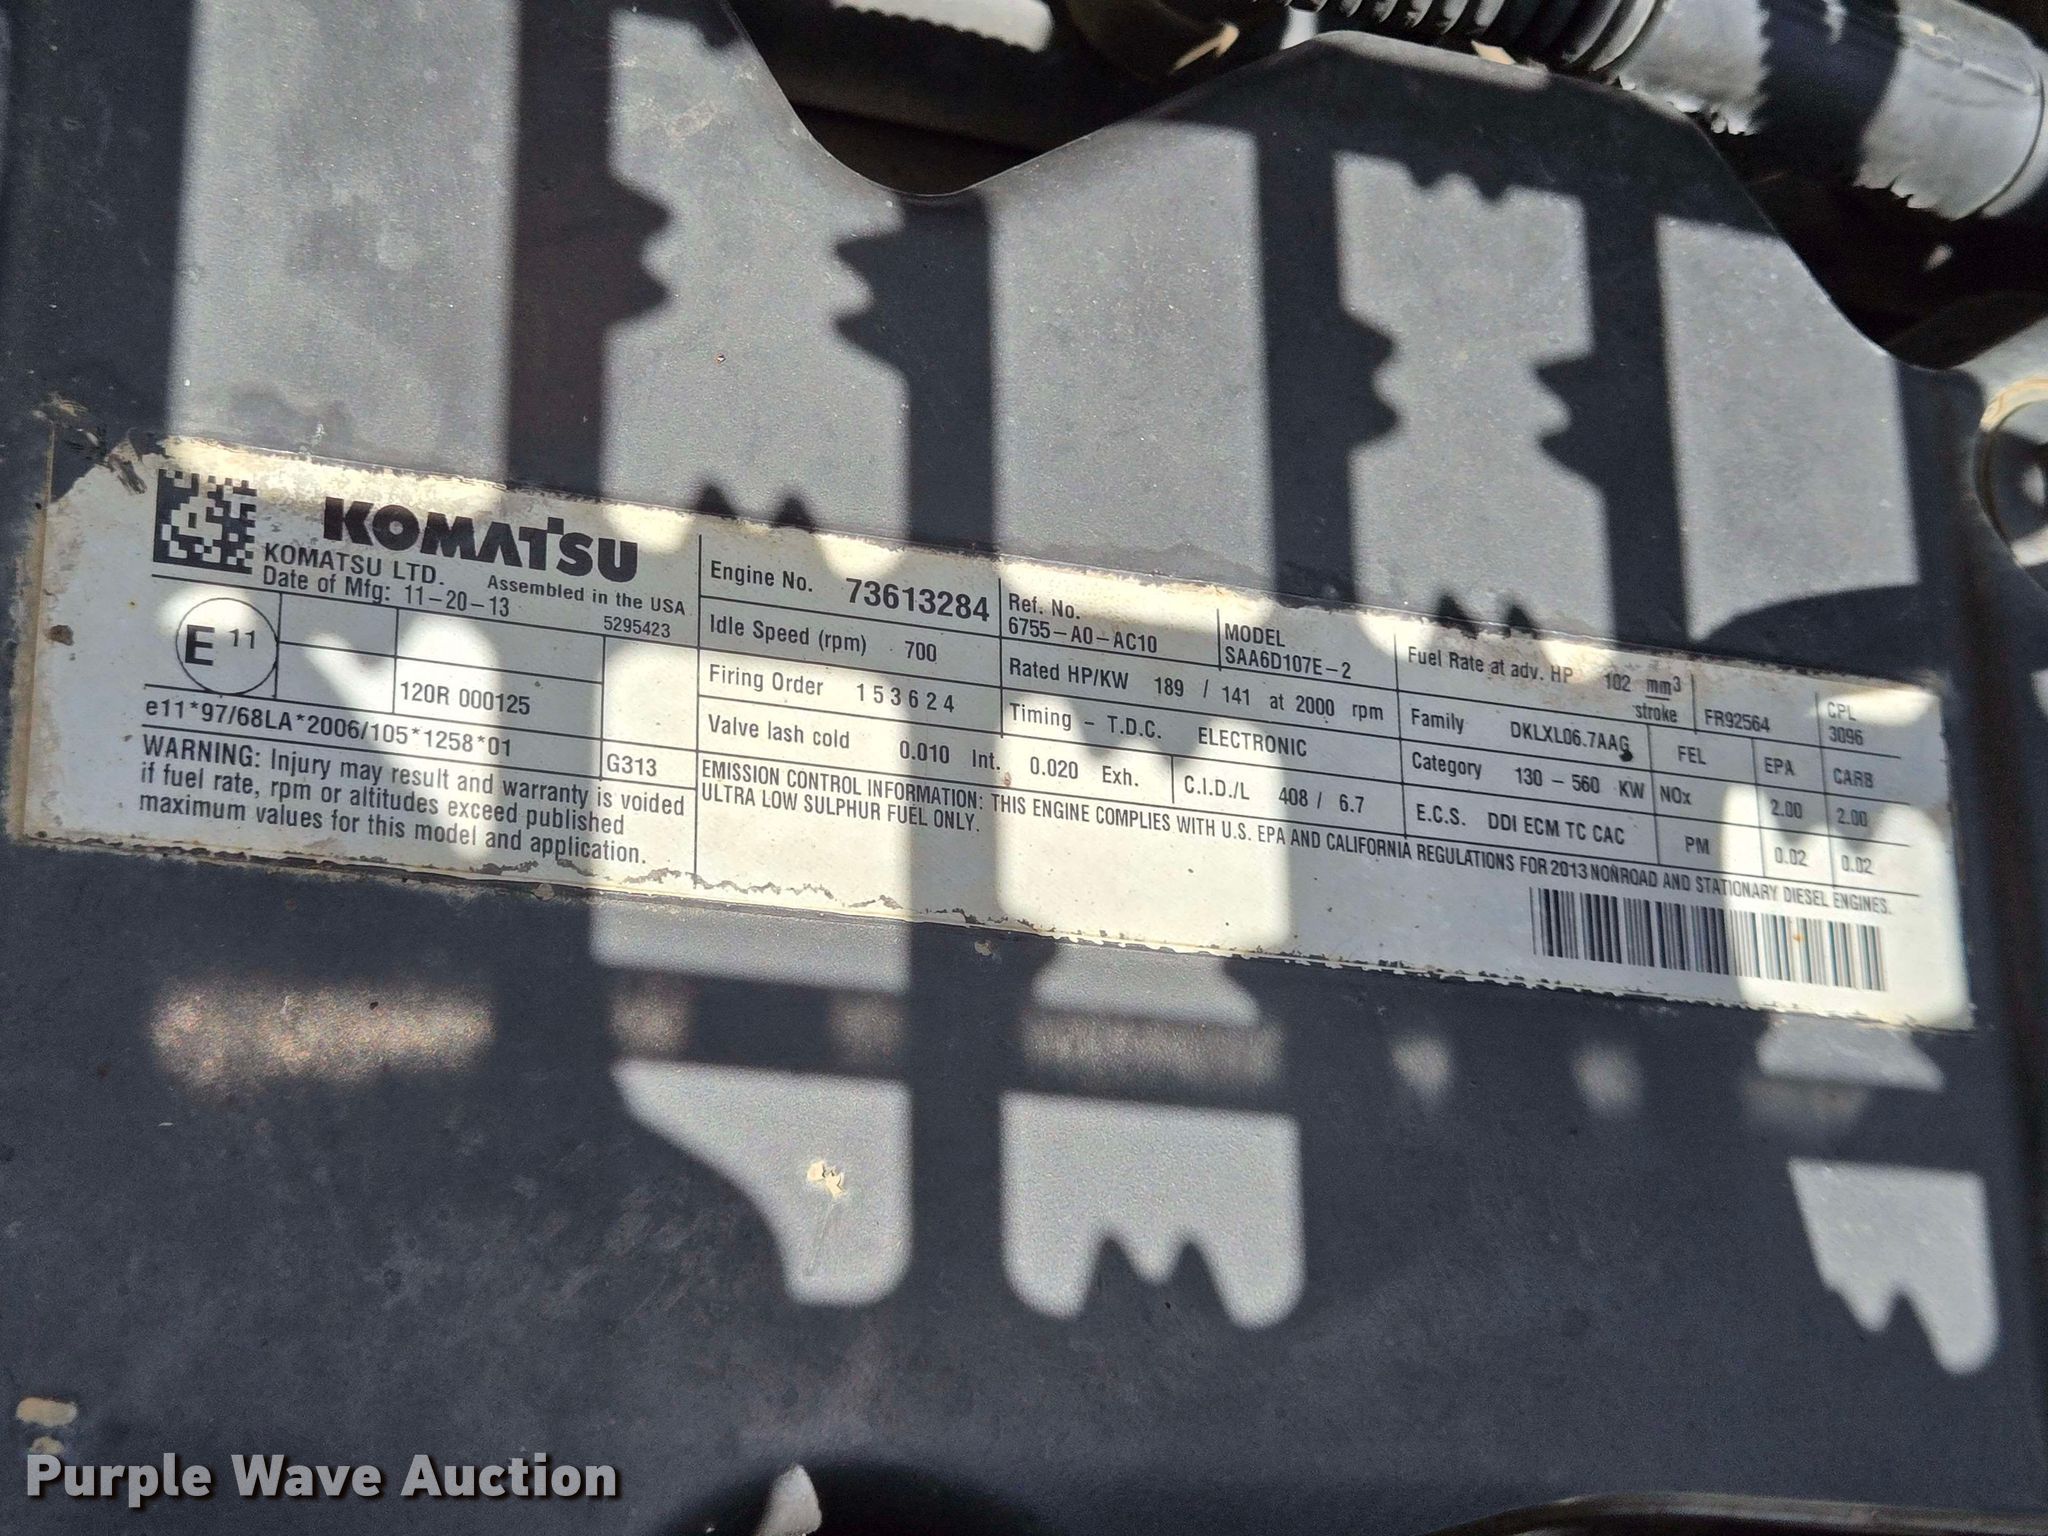 KOMATSU
KOMATSU LTD.
Assembled in the USA
Date of Mfg: 11-20-13
5295423
E 11
120R 000125
e11*97/68LA*2006/105*1258*01
G313
WARNING: Injury may result and warranty is voided
if fuel rate, rpm or altitudes exceed published
maximum values for this model and application.
Engine No. 73613284
Idle Speed (rpm) 700
Firing Order 1 5 3 6 2 4
Valve lash cold 0.010 Int. 0.020 Exh.
Ref. No.
6755-A0-AC10
MODEL
SAA6D107E-2
Rated HP/KW 189 / 141 at 2000 rpm
Timing - T.D.C. ELECTRONIC
C.I.D./L 408 / 6.7
Fuel Rate at adv. HP 102 mm3
stroke
FR92564
CPL
3096
Family DKLXL06.7AAG
FEL
EPA
CARB
Category 130 - 560 KW
NOx
2.00
2.00
E.C.S. DDI ECM TC CAC
PM
0.02
0.02
EMISSION CONTROL INFORMATION: THIS ENGINE COMPLIES WITH U.S. EPA AND CALIFORNIA REGULATIONS FOR 2013 NONROAD AND STATIONARY DIESEL ENGINES.
ULTRA LOW SULPHUR FUEL ONLY.
Purple Wave Auction